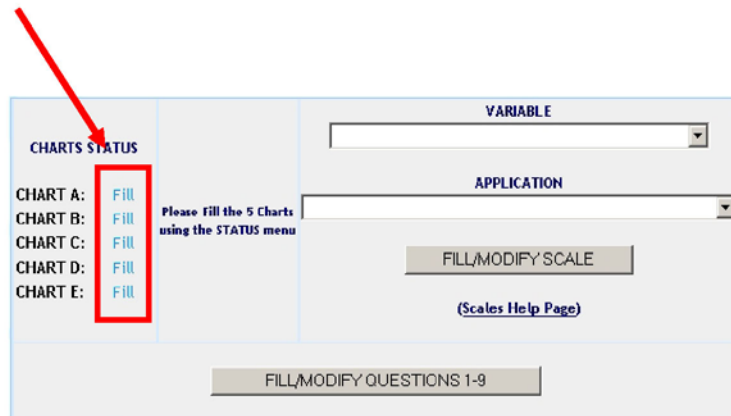 CHARTS STATUS
CHART A: Fill
CHART B: Fill
CHART C: Fill
CHART D: Fill
CHART E: Fill
Please Fill the 5 Charts
using the STATUS menu
VARIABLE
APPLICATION
FILL/MODIFY SCALE
(Scales Help Page)
FILL/MODIFY QUESTIONS 1-9